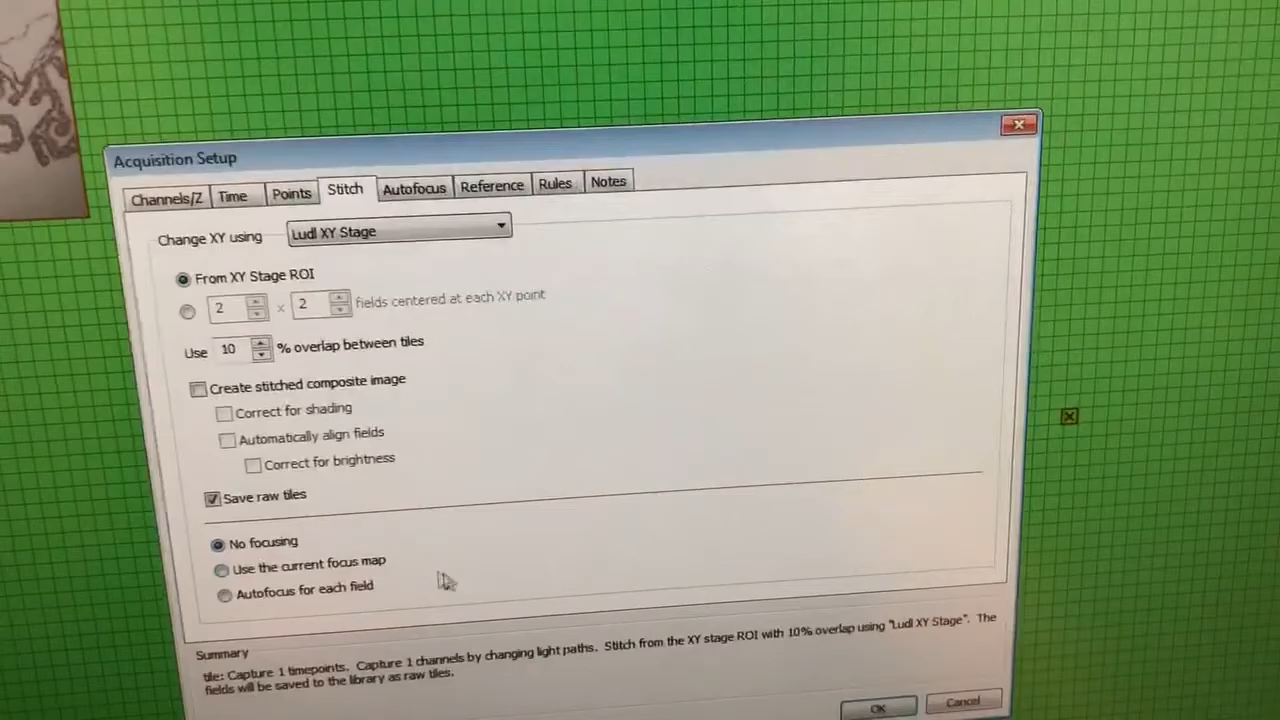 Acquisition Setup
Channels/Z Time Points Stitch Autofocus Reference Rules Notes
Change XY using Ludl XY Stage
From XY Stage ROI
2 x 2 fields centered at each XY point
Use 10 % overlap between tiles
Create stitched composite image
Correct for shading
Automatically align fields
Correct for brightness
Save raw tiles
No focusing
Use the current focus map
Autofocus for each field
Summary
tile: Capture 1 timepoints. Capture 1 channels by changing light paths. Stitch from the XY stage ROI with 10% overlap using "Ludl XY Stage". The
fields will be saved to the library as raw tiles.
OK Cancel